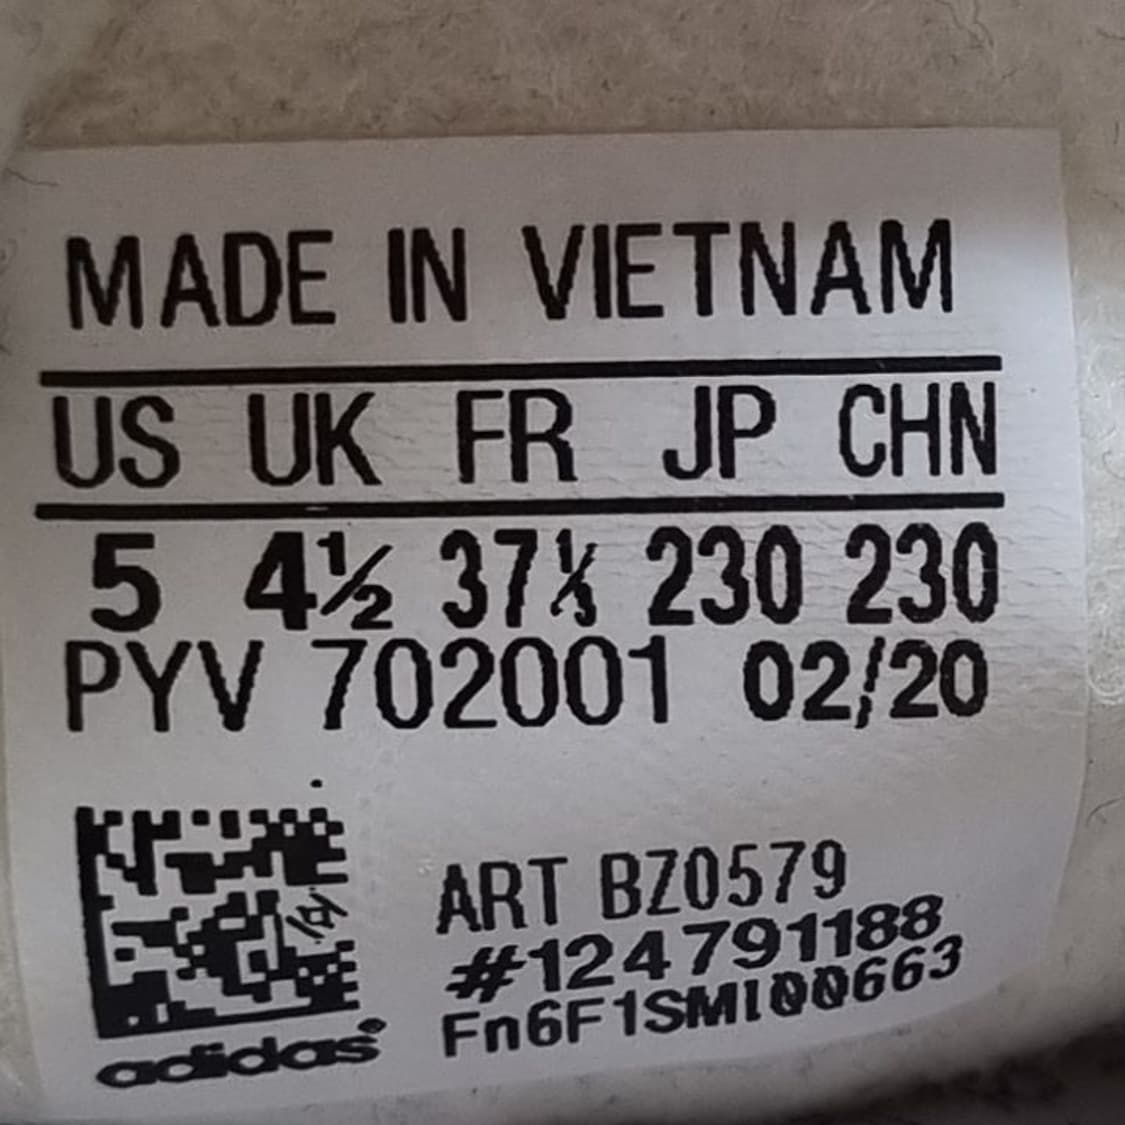 MADE IN VIETNAM
US UK FR JP CHN
5 4½ 37⅓ 230 230
PYV 702001 02/20
ART BZ0579
#124791188
adidas®